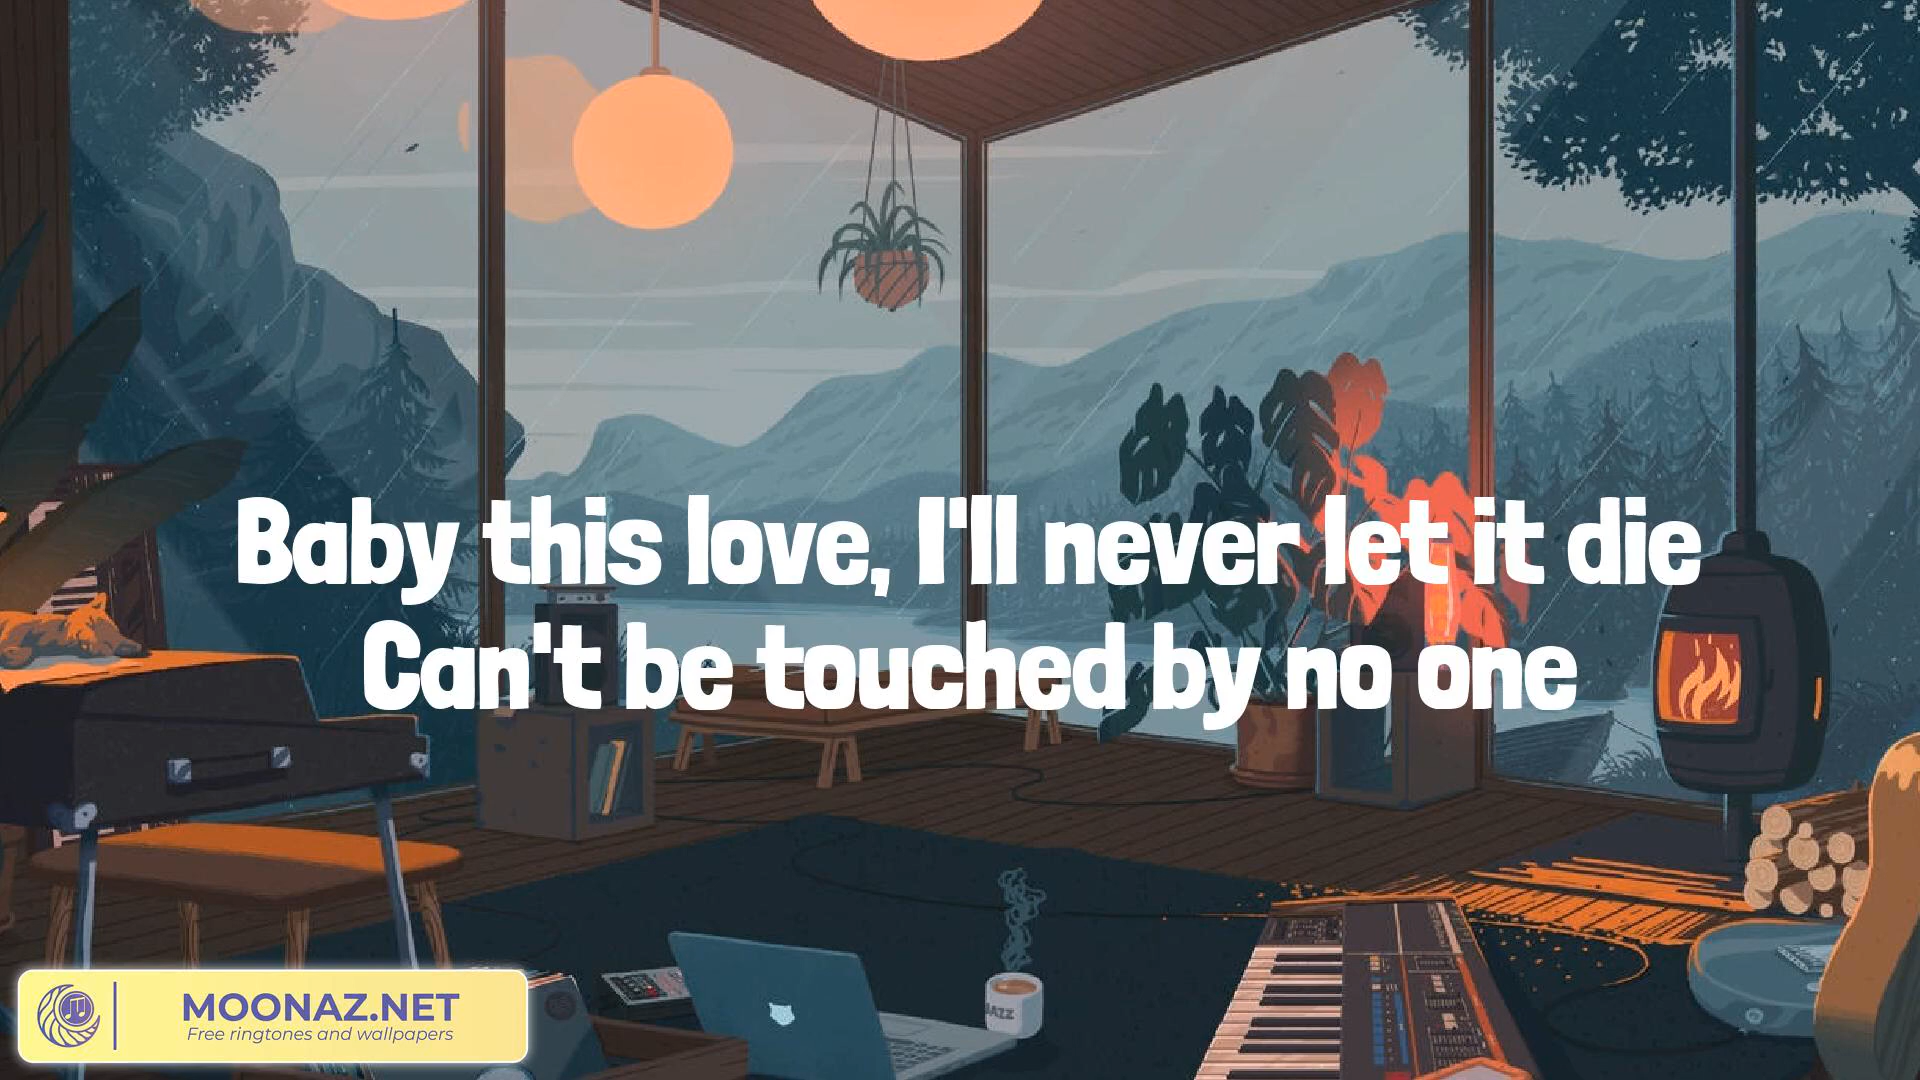 Baby this love, I'll never let it die
Can't be touched by no one
JAZZ
MOONAZ.NET
Free ringtones and wallpapers